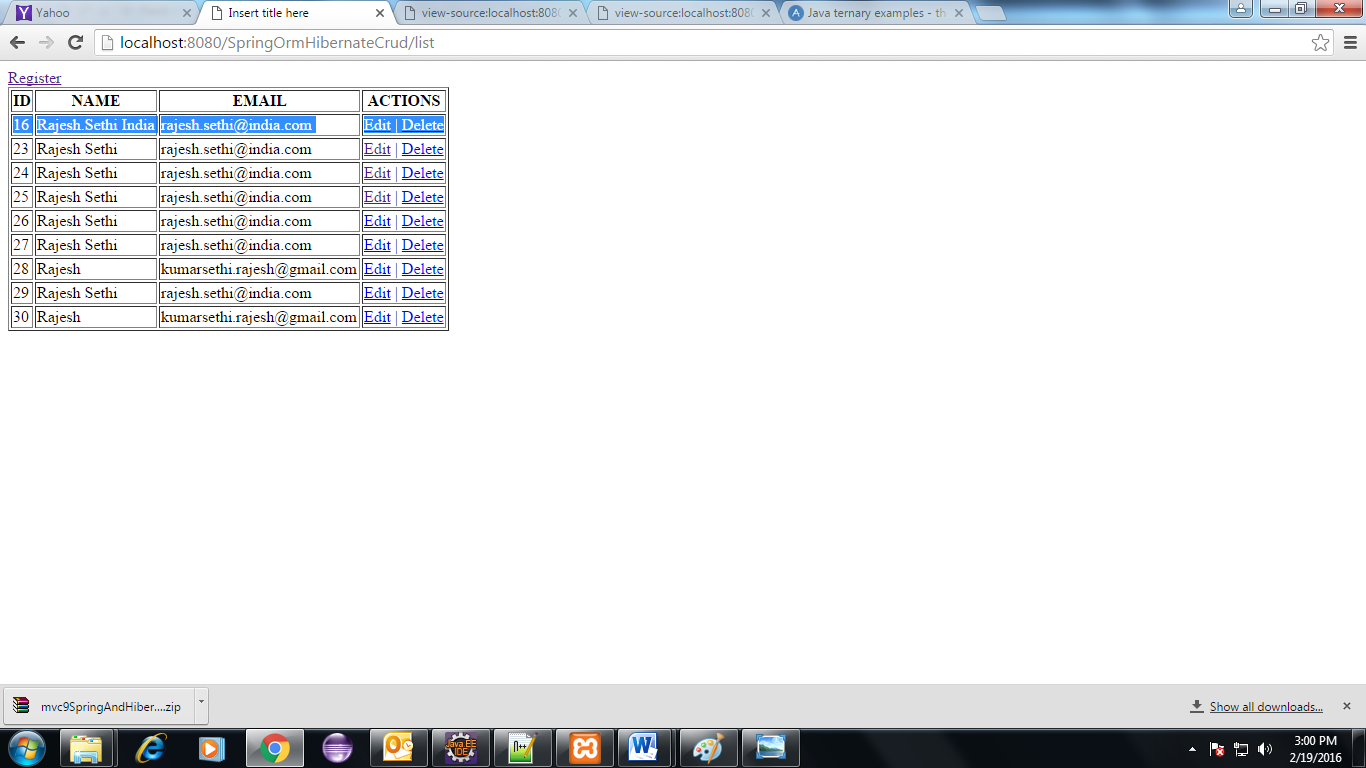 Yahoo
Insert title here
view-source:localhost:8080
view-source:localhost:8080
Java ternary examples - th
localhost:8080/SpringOrmHibernateCrud/list
Register
ID NAME EMAIL ACTIONS
16 Rajesh Sethi India rajesh.sethi@india.com Edit | Delete
23 Rajesh Sethi rajesh.sethi@india.com Edit | Delete
24 Rajesh Sethi rajesh.sethi@india.com Edit | Delete
25 Rajesh Sethi rajesh.sethi@india.com Edit | Delete
26 Rajesh Sethi rajesh.sethi@india.com Edit | Delete
27 Rajesh Sethi rajesh.sethi@india.com Edit | Delete
28 Rajesh kumarsethi.rajesh@gmail.com Edit | Delete
29 Rajesh Sethi rajesh.sethi@india.com Edit | Delete
30 Rajesh kumarsethi.rajesh@gmail.com Edit | Delete
mvc9SpringAndHiber....zip
Show all downloads...
Java EE
IDE
3:00 PM
2/19/2016